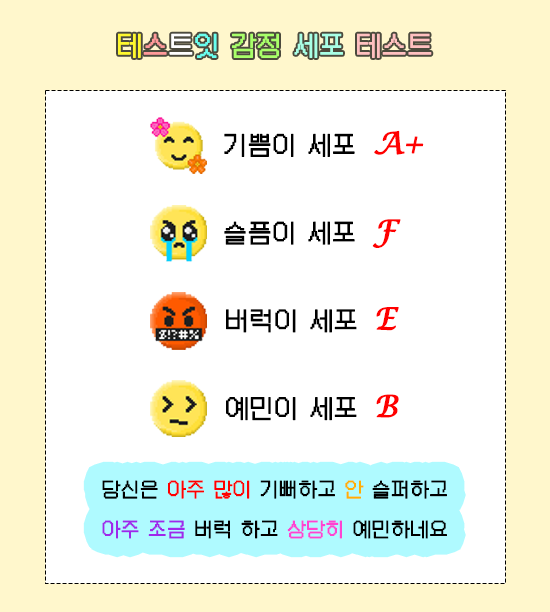 테스트잇 감정 세포 테스트
기쁨이 세포 A+
슬픔이 세포 F
$!?#%
버럭이 세포 E
예민이 세포 B
당신은 아주 많이 기뻐하고 안 슬퍼하고
아주 조금 버럭 하고 상당히 예민하네요